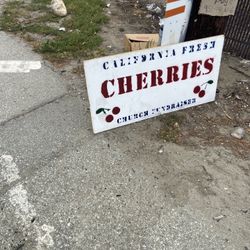 CALIFORNIA FRESH
CHERRIES
CHURCH FUNDRAISER